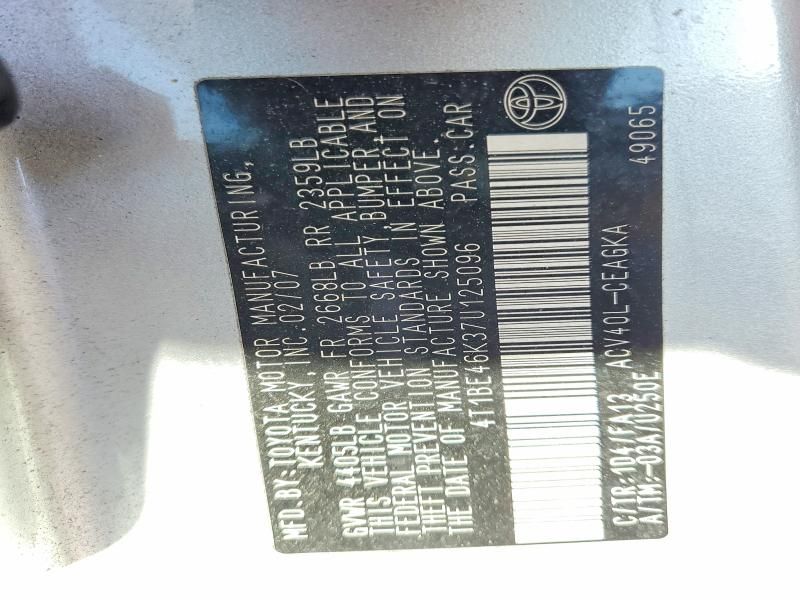 MFD.BY:TOYOTA MOTOR MANUFACTURING,
KENTUCKY, INC.02/07
GVWR 4405LB GAWR FR 2668LB RR 2359LB
THIS VEHICLE CONFORMS TO ALL APPLICABLE
FEDERAL MOTOR VEHICLE SAFETY, BUMPER, AND
THEFT PREVENTION STANDARDS IN EFFECT ON
THE DATE OF MANUFACTURE SHOWN ABOVE.
4T1BE46K37U125096 PASS.CAR
C/TR:1D4/FA13 ACV40L-CEAGKA 49065
A/TM:-03A/U250E